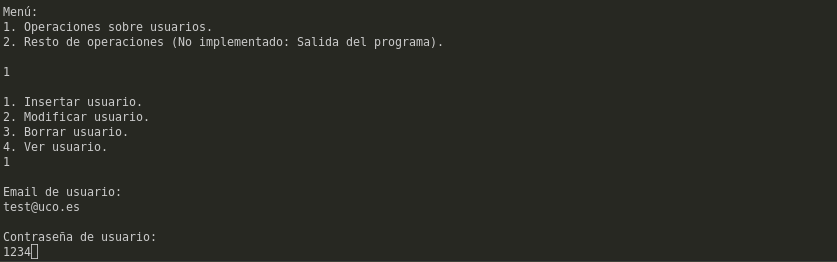 Menú:
1. Operaciones sobre usuarios.
2. Resto de operaciones (No implementado: Salida del programa).
1
1. Insertar usuario.
2. Modificar usuario.
3. Borrar usuario.
4. Ver usuario.
1
Email de usuario:
test@uco.es
Contraseña de usuario:
1234